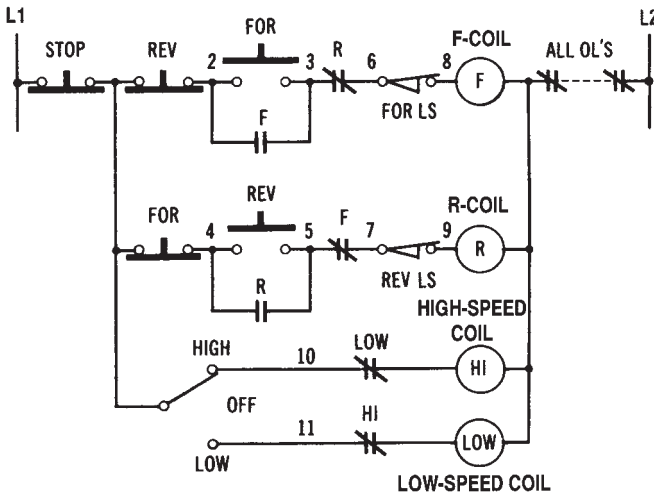 L1
L2
STOP
REV
2
FOR
3
R
6
8
F-COIL
F
ALL OL'S
FOR LS
F
FOR
4
REV
5
F
7
9
R-COIL
R
REV LS
R
HIGH-SPEED
COIL
HIGH
10
LOW
HI
OFF
11
HI
LOW
LOW
LOW-SPEED COIL